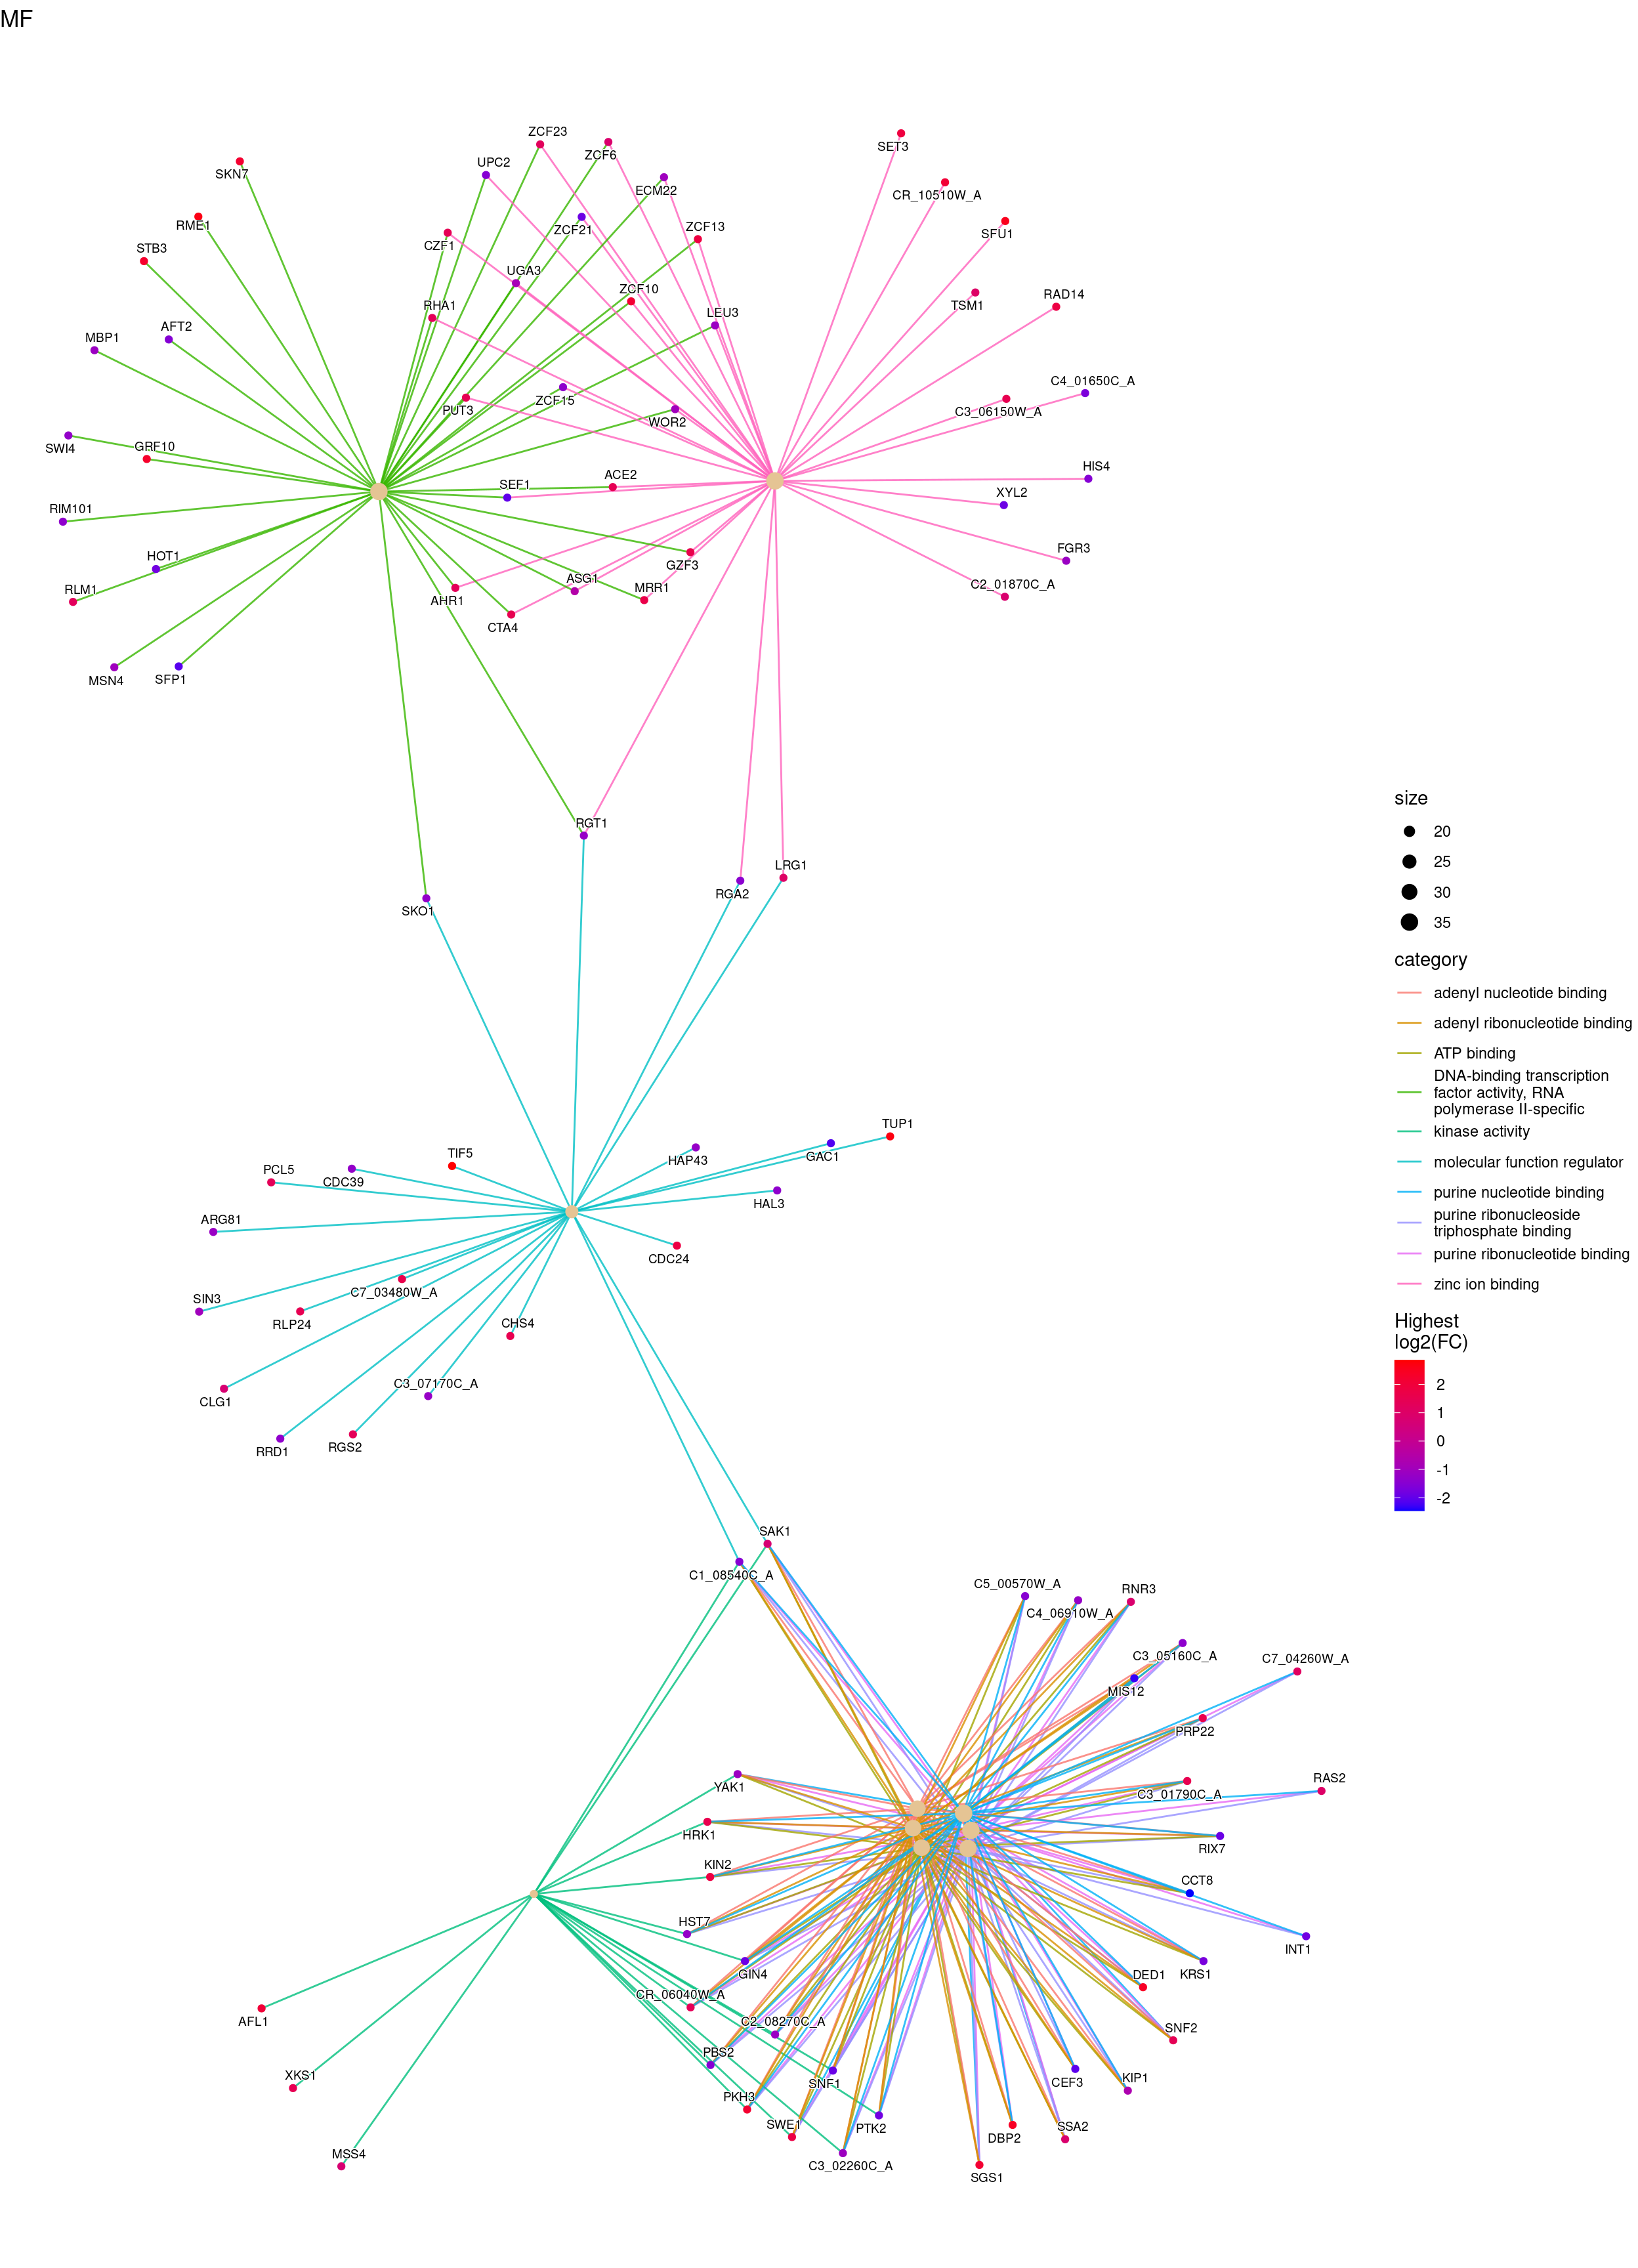 MF
ZCF23
ZCF6
SET3
UPC2
SKN7
ECM22
CR_10510W_A
RME1
ZCF21
ZCF13
SFU1
STB3
CZF1
UGA3
ZCF10
RAD14
RHA1
TSM1
LEU3
AFT2
MBP1
C4_01650C_A
ZCF15
PUT3
C3_06150W_A
WOR2
GRF10
SWI4
HIS4
ACE2
SEF1
XYL2
RIM101
FGR3
HOT1
GZF3
ASG1
C2_01870C_A
RLM1
MRR1
AHR1
CTA4
MSN4
SFP1
RGT1
LRG1
RGA2
SKO1
TUP1
TIF5
GAC1
HAP43
PCL5
CDC39
HAL3
ARG81
CDC24
C7_03480W_A
SIN3
RLP24
CHS4
C3_07170C_A
CLG1
RGS2
RRD1
SAK1
C1_08540C_A
C5_00570W_A
RNR3
C4_06910W_A
C3_05160C_A
C7_04260W_A
MIS12
PRP22
RAS2
YAK1
C3_01790C_A
HRK1
RIX7
KIN2
CCT8
HST7
INT1
GIN4
DED1
KRS1
CR_06040W_A
AFL1
C2_08270C_A
SNF2
PBS2
XKS1
SNF1
CEF3
KIP1
PKH3
SWE1
PTK2
SSA2
DBP2
MSS4
C3_02260C_A
SGS1
size
20
25
30
35
category
adenyl nucleotide binding
adenyl ribonucleotide binding
ATP binding
DNA-binding transcription
factor activity, RNA
polymerase II-specific
kinase activity
molecular function regulator
purine nucleotide binding
purine ribonucleoside
triphosphate binding
purine ribonucleotide binding
zinc ion binding
Highest
log2(FC)
2
1
0
-1
-2